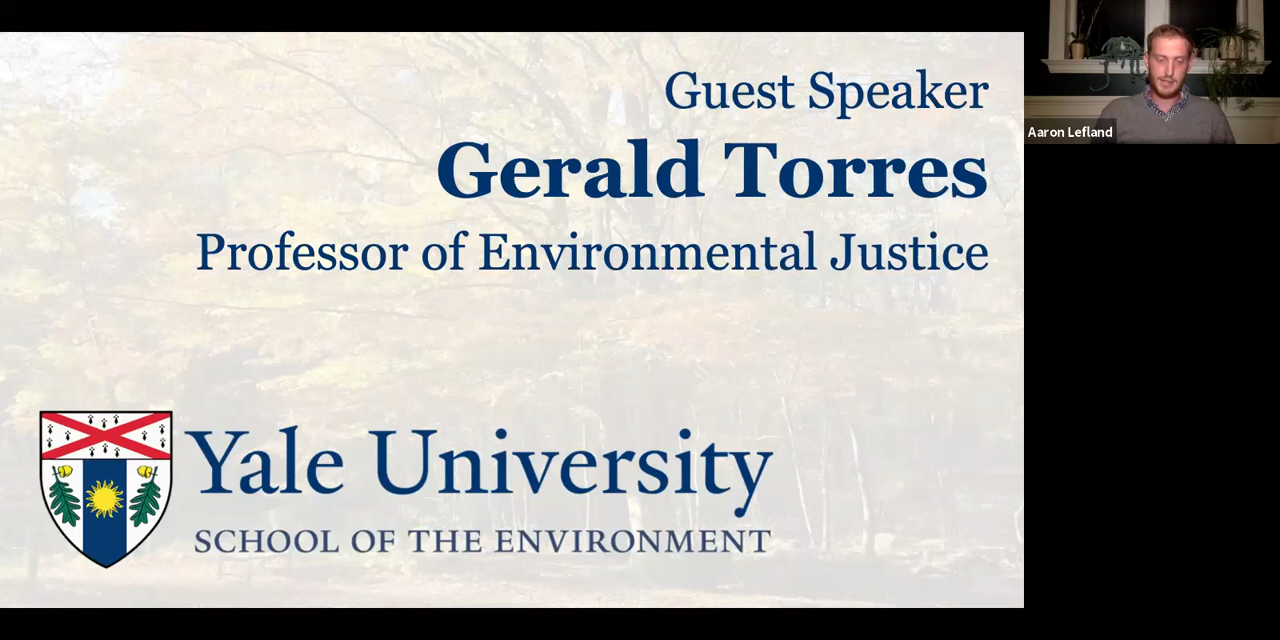 Guest Speaker
Gerald Torres
Professor of Environmental Justice
Yale University
SCHOOL OF THE ENVIRONMENT
Aaron Lefland